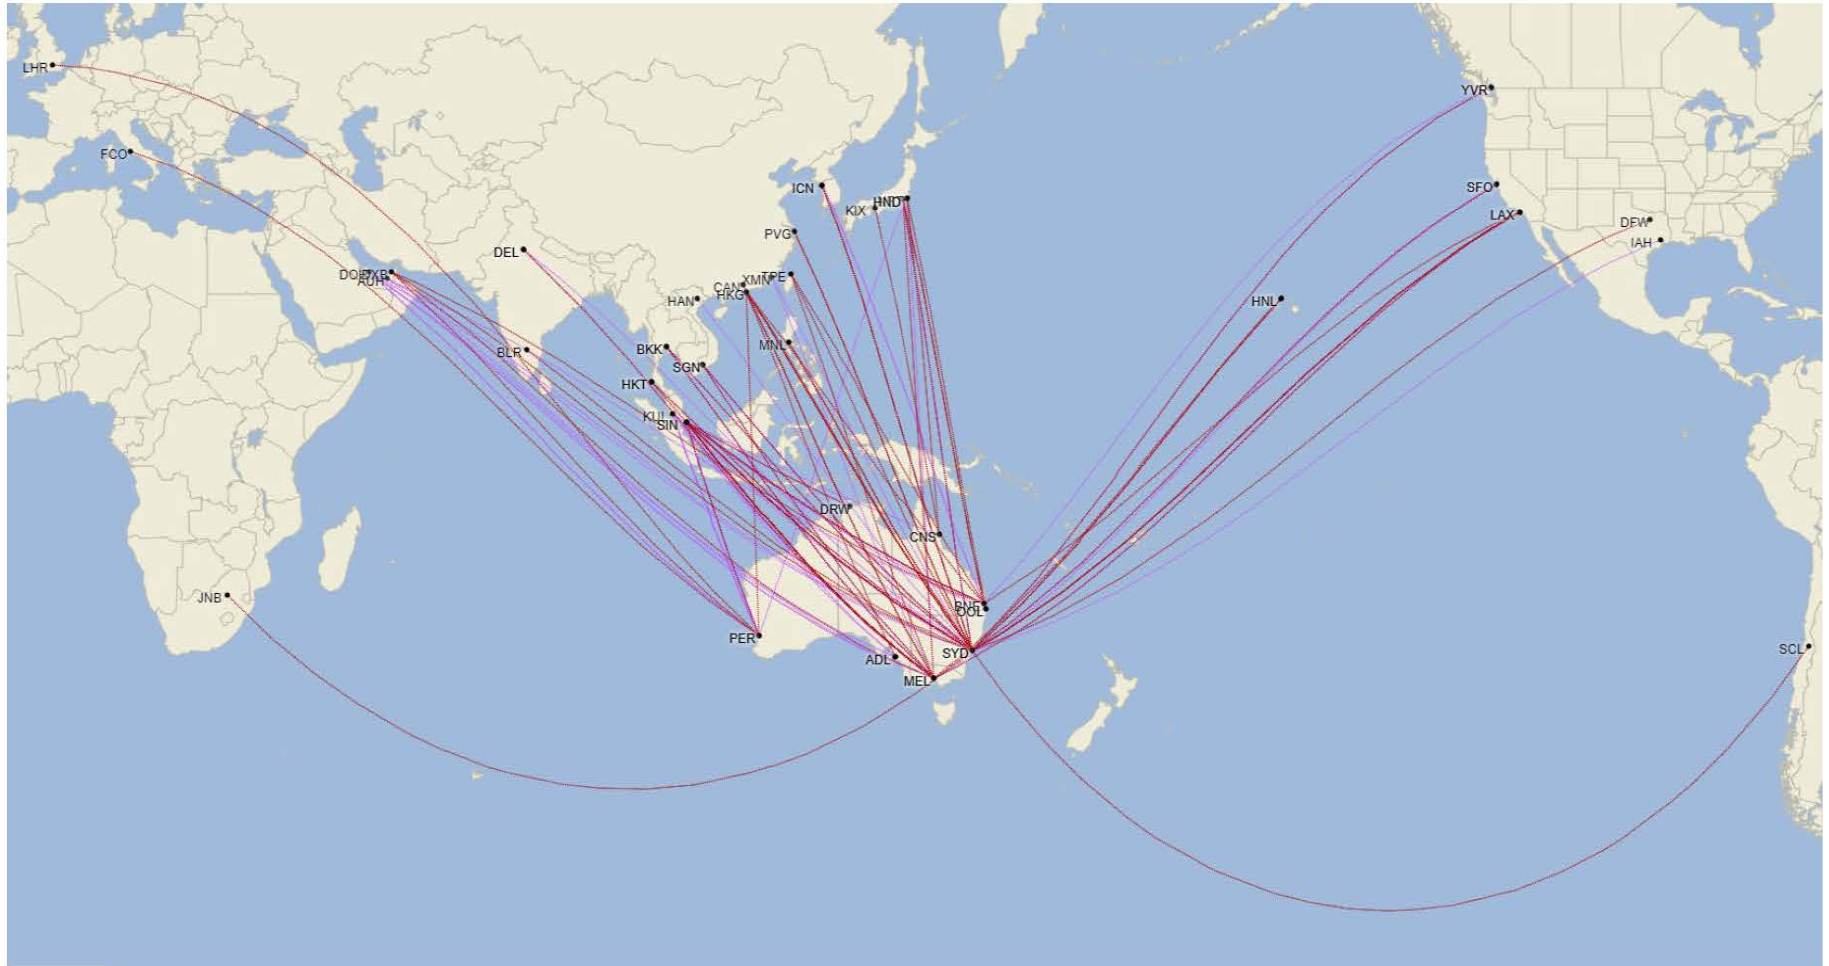 LHR
YVR
FCO
ICN
SFO
HND
KIX
LAX
DFW
PVG
IAH
DEL
DXB
TPE
XMN
AUH
CAN
HKG
HAN
HNL
MNL
BKK
BLR
SGN
HKT
KUL
SIN
DRW
CNS
JNB
BNE
OOL
PER
SCL
SYD
ADL
MEL